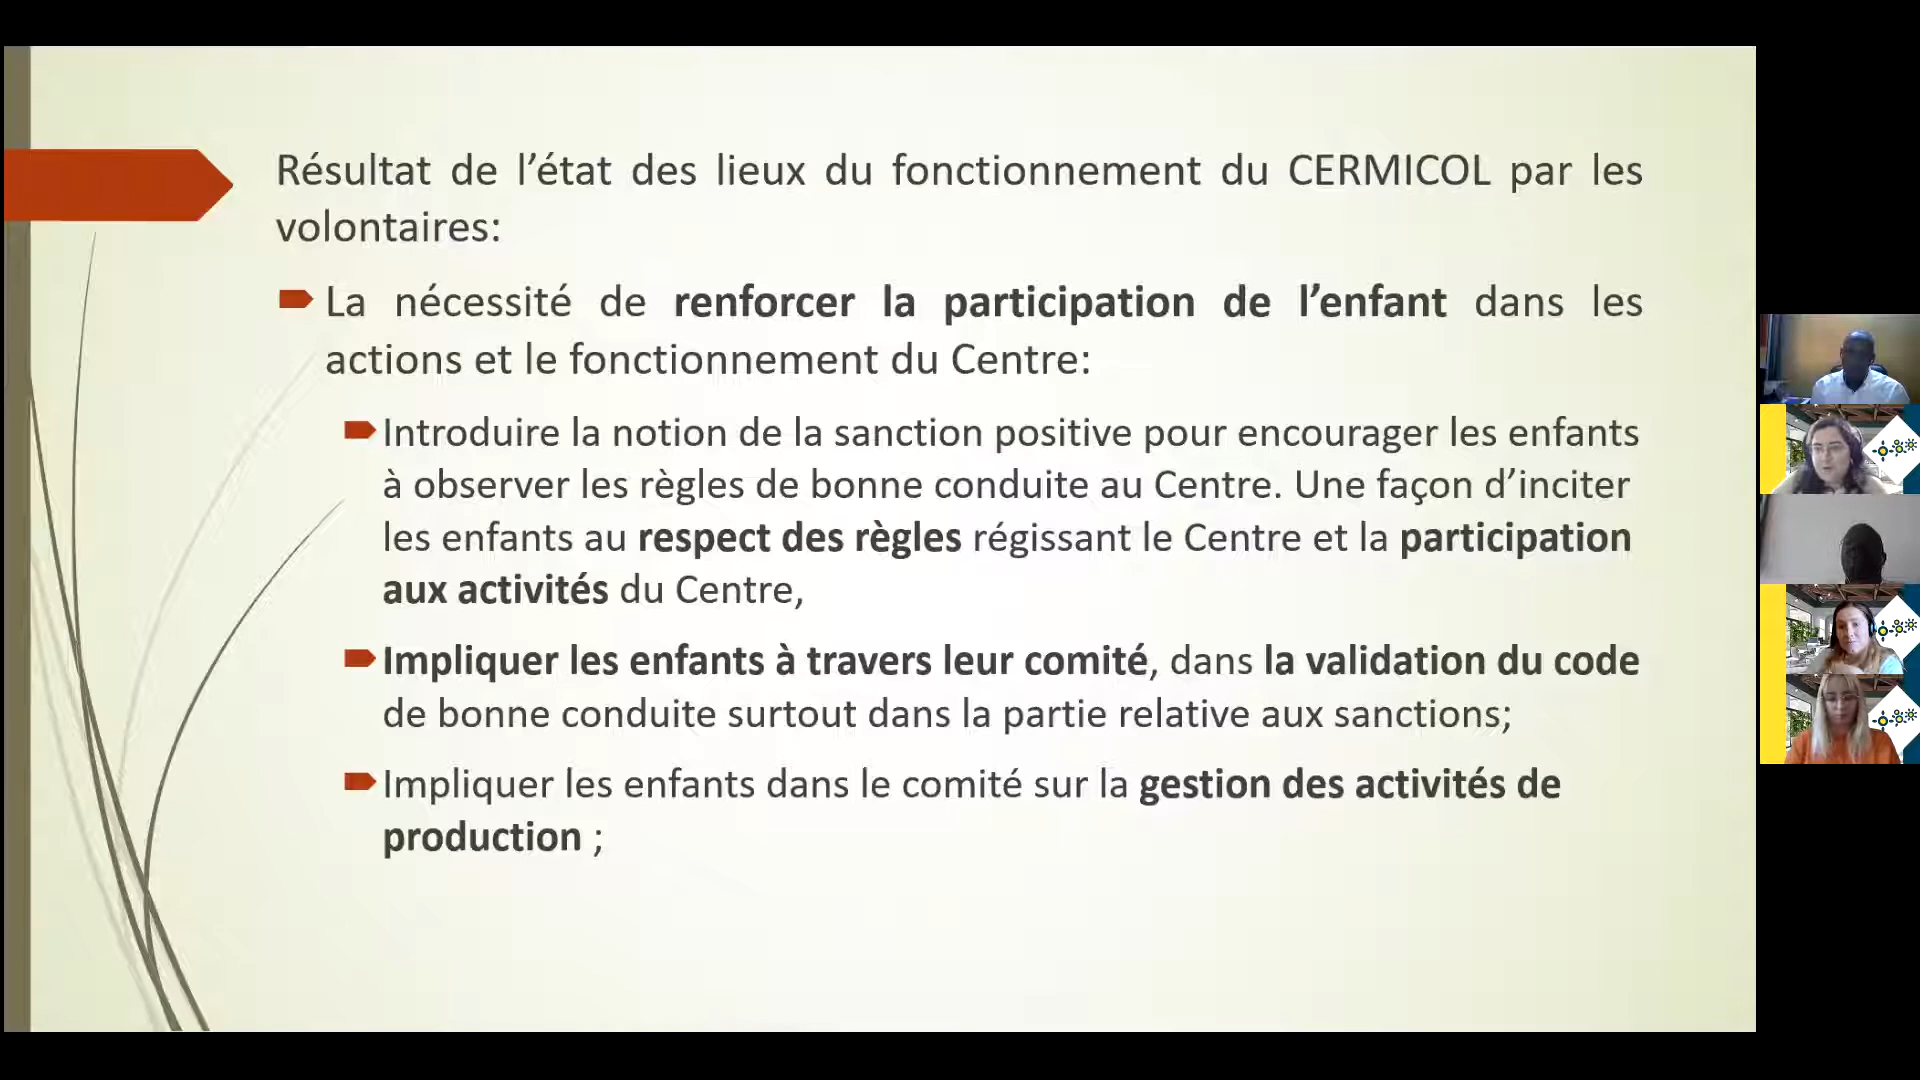 Résultat de l’état des lieux du fonctionnement du CERMICOL par les
volontaires:
La nécessité de renforcer la participation de l’enfant dans les
actions et le fonctionnement du Centre:
Introduire la notion de la sanction positive pour encourager les enfants
à observer les règles de bonne conduite au Centre. Une façon d’inciter
les enfants au respect des règles régissant le Centre et la participation
aux activités du Centre,
Impliquer les enfants à travers leur comité, dans la validation du code
de bonne conduite surtout dans la partie relative aux sanctions;
Impliquer les enfants dans le comité sur la gestion des activités de
production ;